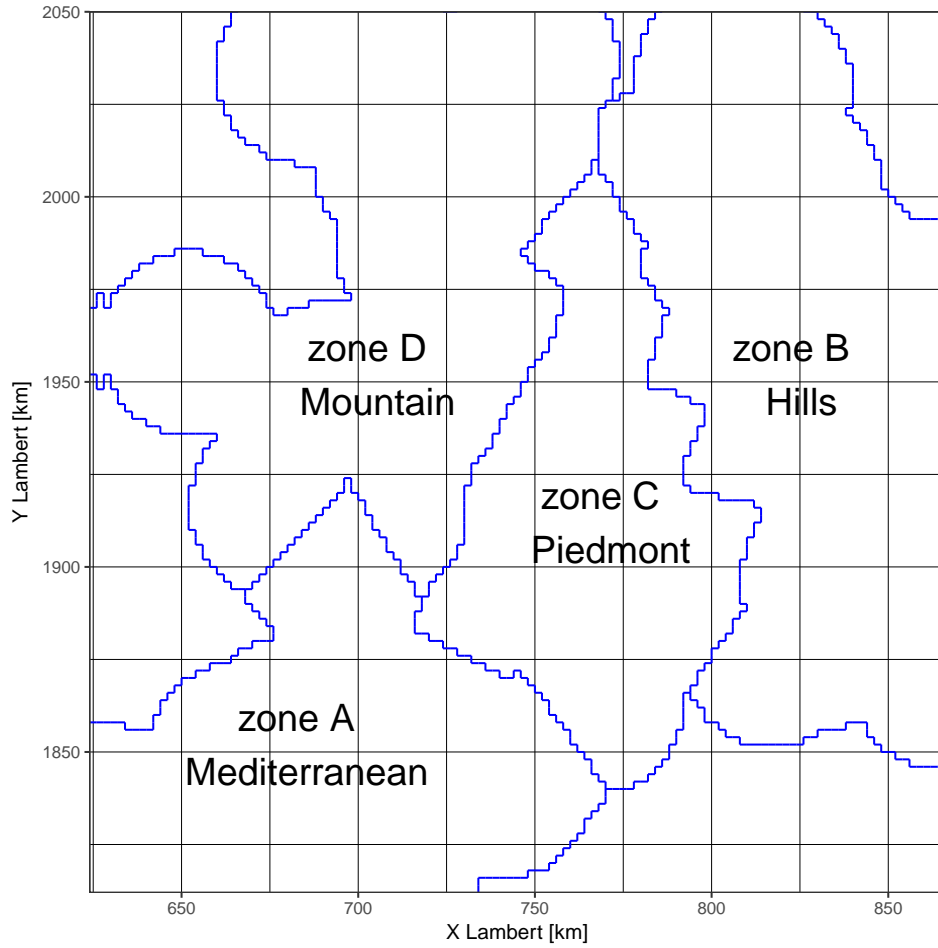 2050
2000
1950
1900
1850
Y Lambert [km]
zone D
Mountain
zone B
Hills
zone C
Piedmont
zone A
Mediterranean
650
700
750
800
850
X Lambert [km]